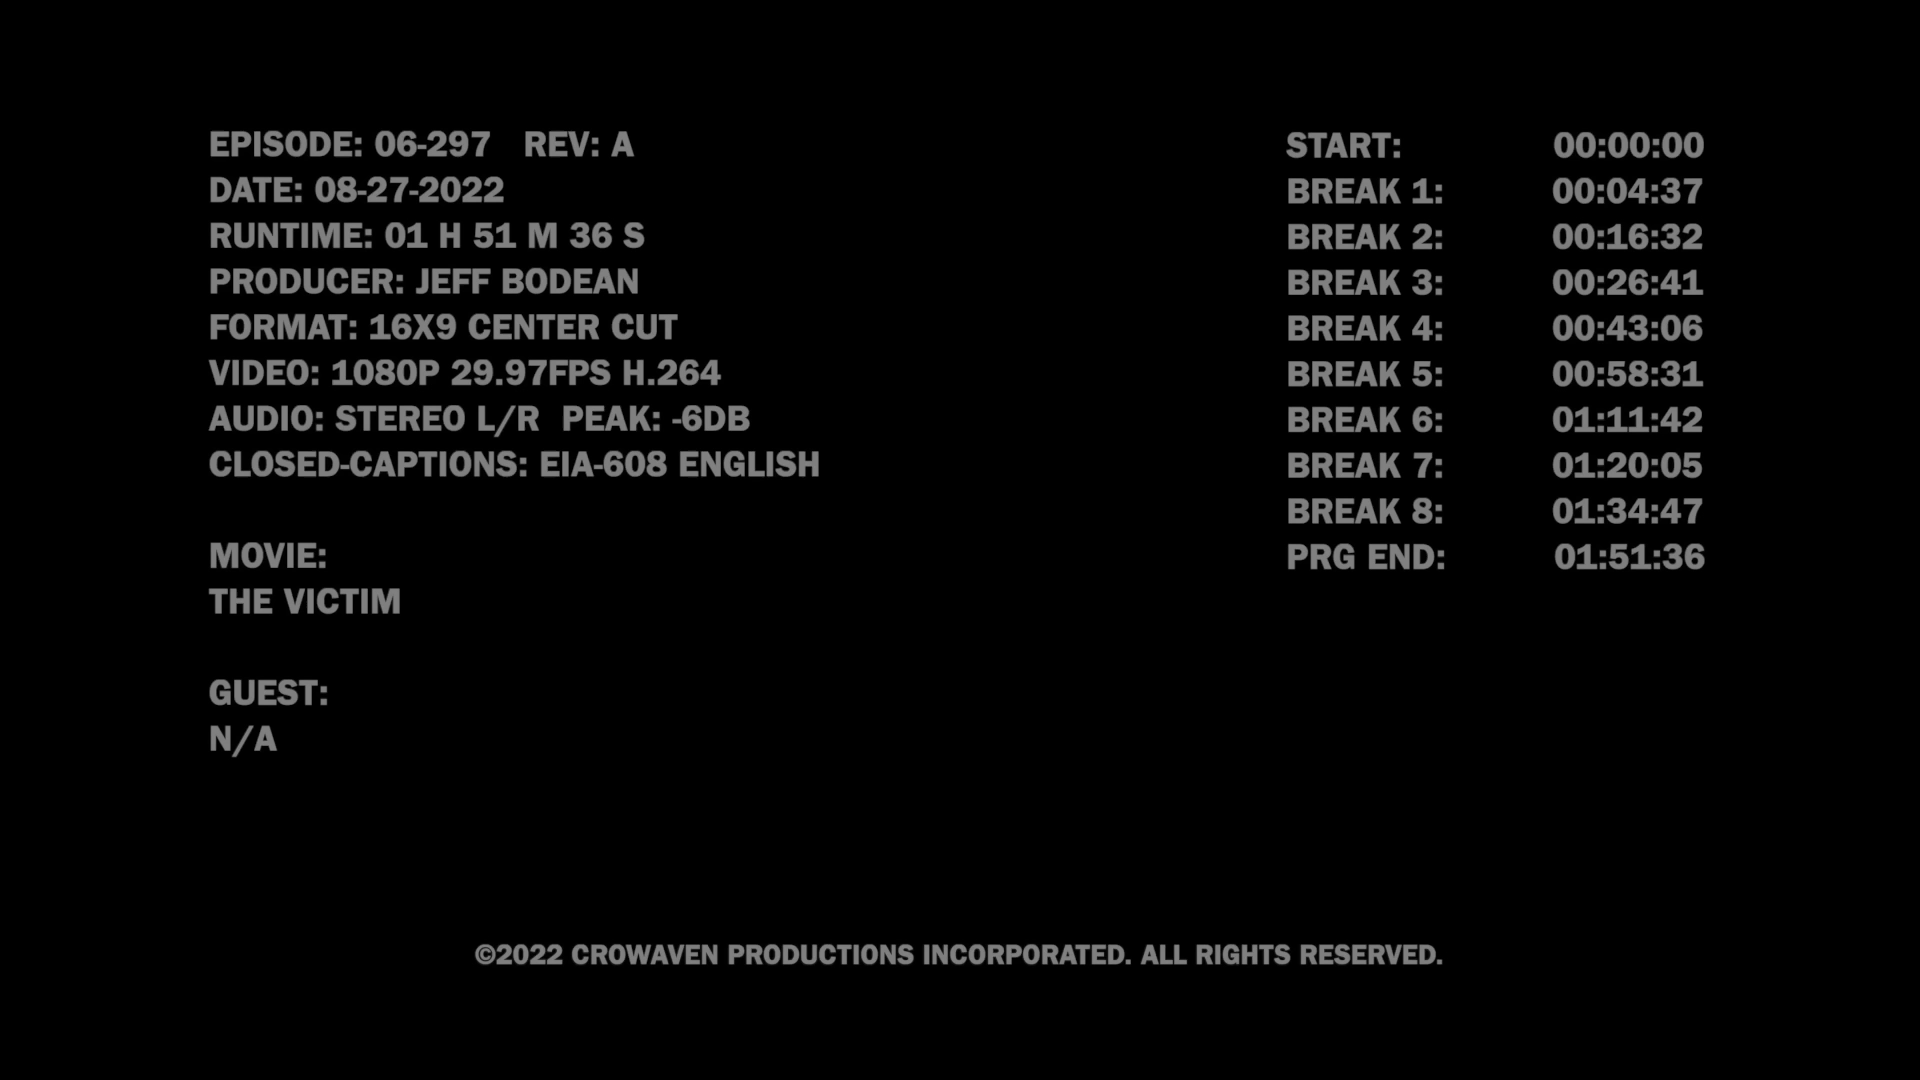 EPISODE: 06-297 REV: A
DATE: 08-27-2022
RUNTIME: 01 H 51 M 36 S
PRODUCER: JEFF BODEAN
FORMAT: 16X9 CENTER CUT
VIDEO: 1080P 29.97FPS H.264
AUDIO: STEREO L/R PEAK: -6DB
CLOSED-CAPTIONS: EIA-608 ENGLISH
MOVIE:
THE VICTIM
GUEST:
N/A
START: 00:00:00
BREAK 1: 00:04:37
BREAK 2: 00:16:32
BREAK 3: 00:26:41
BREAK 4: 00:43:06
BREAK 5: 00:58:31
BREAK 6: 01:11:42
BREAK 7: 01:20:05
BREAK 8: 01:34:47
PRG END: 01:51:36
©2022 CROWAVEN PRODUCTIONS INCORPORATED. ALL RIGHTS RESERVED.